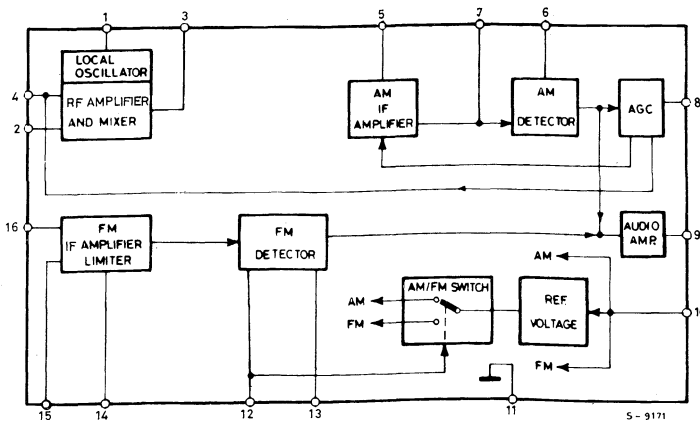 1
3
5
7
6
LOCAL
OSCILLATOR
RF AMPLIFIER
AND MIXER
4
2
AM
IF
AMPLIFIER
AM
DETECTOR
AGC
8
16
FM
IF AMPLIFIER
LIMITER
FM
DETECTOR
AUDIO
AMP.
9
AM
AM/FM SWITCH
AM
FM
REF.
VOLTAGE
1
FM
15
14
12
13
11
S - 9171